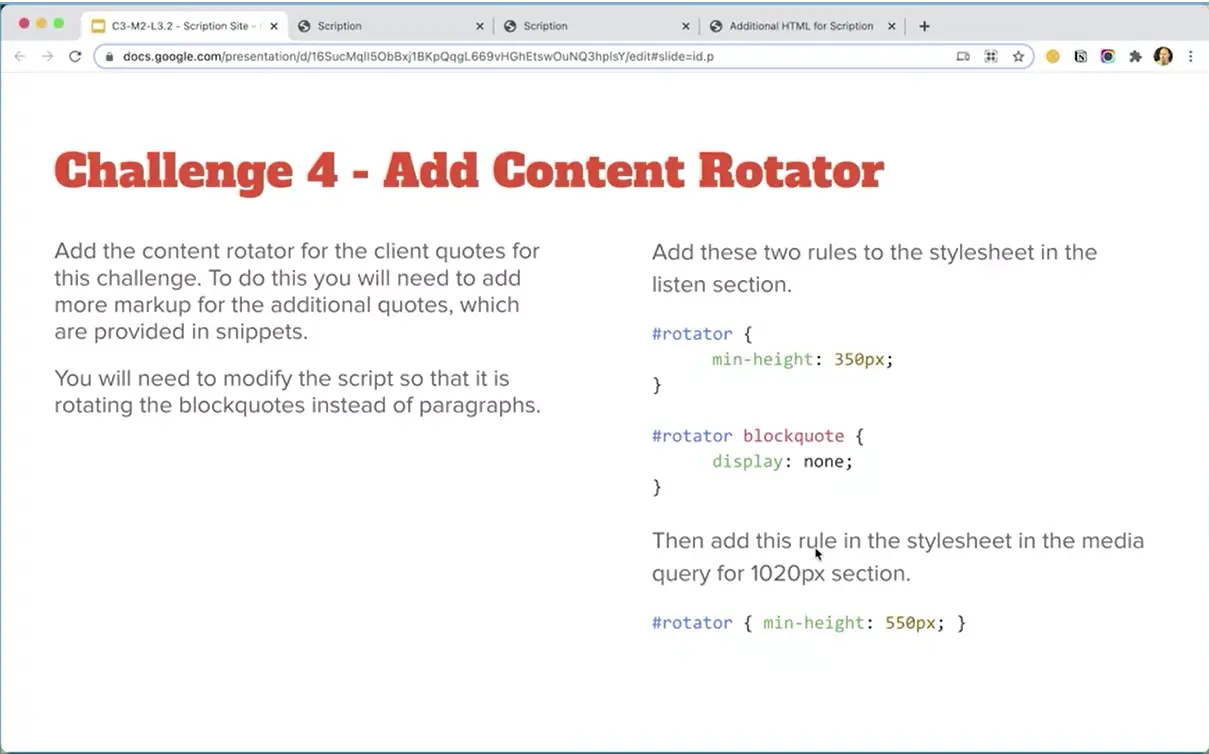 C3-M2-L3.2 - Scription Site -
Scription
Scription
Additional HTML for Scription
docs.google.com/presentation/d/16SucMqlI5ObBxj1BKpQqgL669vHGhEtswOuNQ3hplsY/edit#slide=id.p
Challenge 4 - Add Content Rotator
Add the content rotator for the client quotes for
this challenge. To do this you will need to add
more markup for the additional quotes, which
are provided in snippets.
You will need to modify the script so that it is
rotating the blockquotes instead of paragraphs.
Add these two rules to the stylesheet in the
listen section.
#rotator {
min-height: 350px;
}
#rotator blockquote {
display: none;
}
Then add this rule in the stylesheet in the media
query for 1020px section.
#rotator { min-height: 550px; }